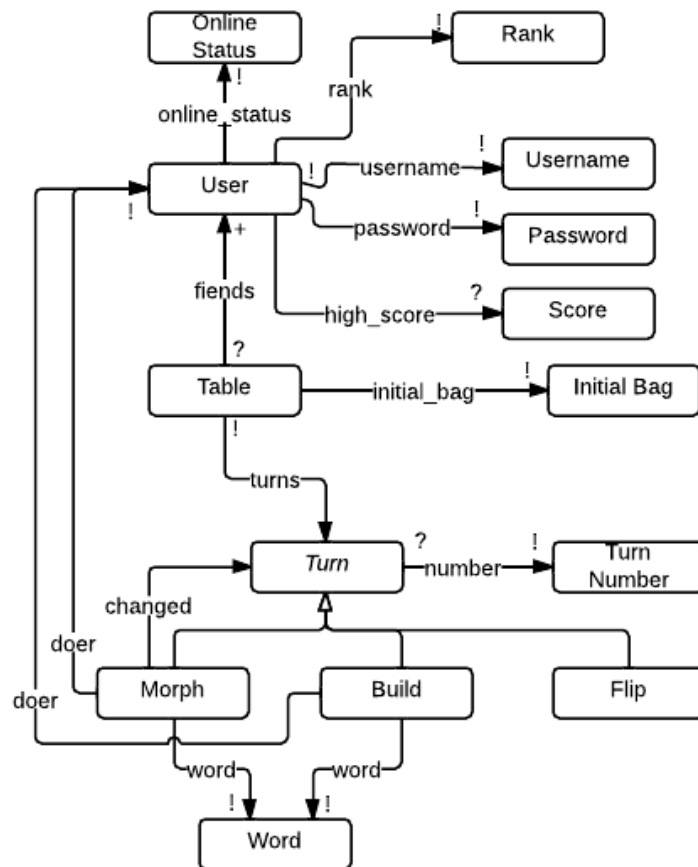 Online
Status
!
Rank
!
rank
online_status
User
!
username
!
Username
!
password
!
Password
+
fiends
?
high_score
?
Score
Table
!
initial_bag
!
Initial Bag
turns
Turn
?
number
!
Turn
Number
changed
doer
doer
Morph
Build
Flip
word
word
!
!
Word